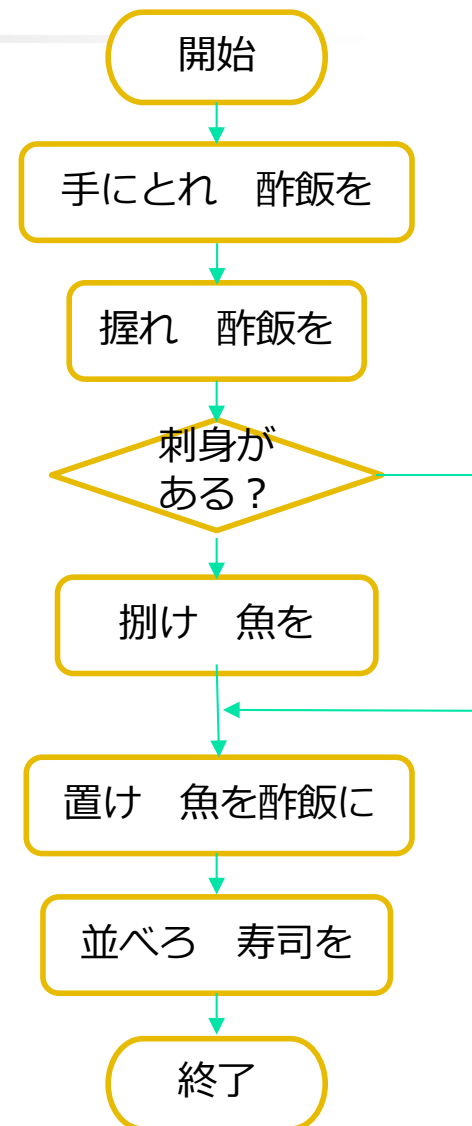 開始
手にとれ　酢飯を
握れ　酢飯を
刺身が
ある？
捌け　魚を
置け　魚を酢飯に
並べろ　寿司を
終了